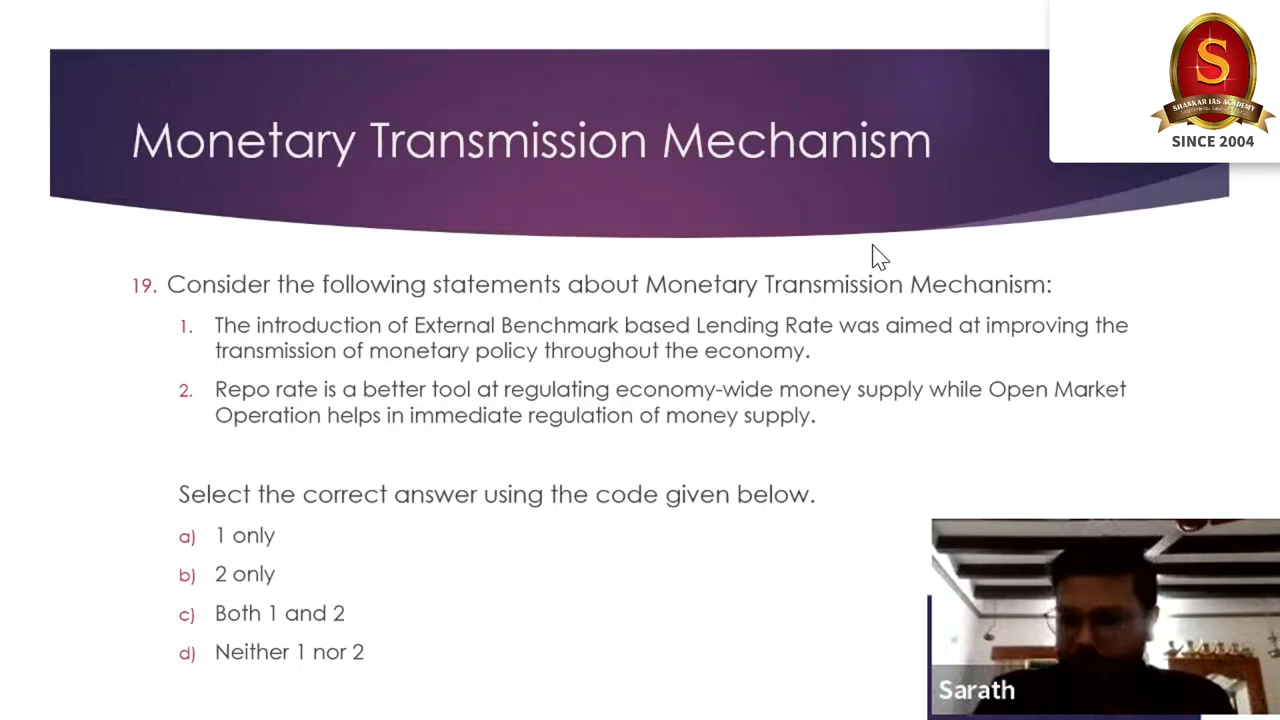 S
SHANKAR IAS ACADEMY
SINCE 2004
Monetary Transmission Mechanism
19. Consider the following statements about Monetary Transmission Mechanism:
1. The introduction of External Benchmark based Lending Rate was aimed at improving the
transmission of monetary policy throughout the economy.
2. Repo rate is a better tool at regulating economy-wide money supply while Open Market
Operation helps in immediate regulation of money supply.
Select the correct answer using the code given below.
a) 1 only
b) 2 only
c) Both 1 and 2
d) Neither 1 nor 2
Sarath